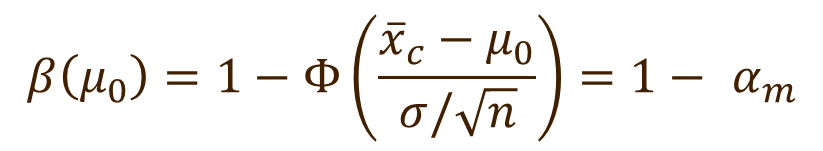 β(μ₀) = 1 − Φ((x̄_c − μ₀)/(σ/√n)) = 1 − α_m